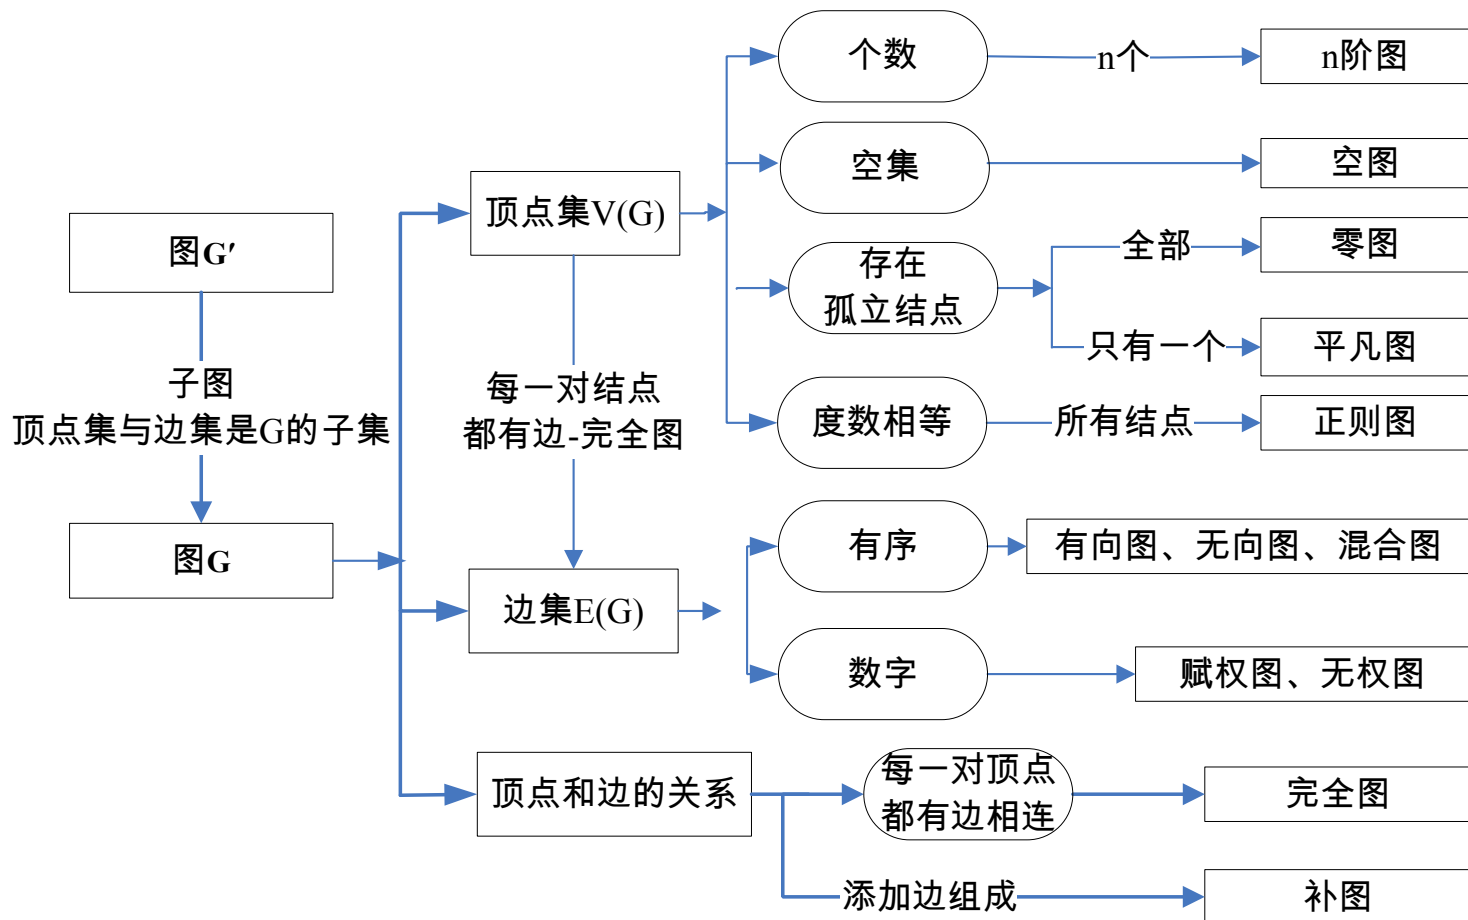 个数
n个
n阶图
空集
空图
顶点集V(G)
图G′
全部
零图
存在
孤立结点
只有一个
平凡图
子图
顶点集与边集是G的子集
每一对结点
都有边-完全图
度数相等
所有结点
正则图
图G
有序
有向图、无向图、混合图
边集E(G)
数字
赋权图、无权图
顶点和边的关系
每一对顶点
都有边相连
完全图
添加边组成
补图